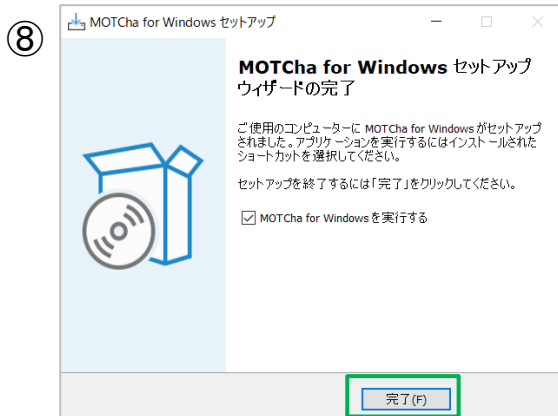 ⑧
MOTCha for Windows セットアップ
MOTCha for Windows セットアップ
ウィザードの完了
ご使用のコンピューターに MOTCha for Windows がセットアップ
されました。アプリケーションを実行するにはインストールされた
ショートカットを選択してください。
セットアップを終了するには「完了」をクリックしてください。
MOTCha for Windows を実行する
完了(F)